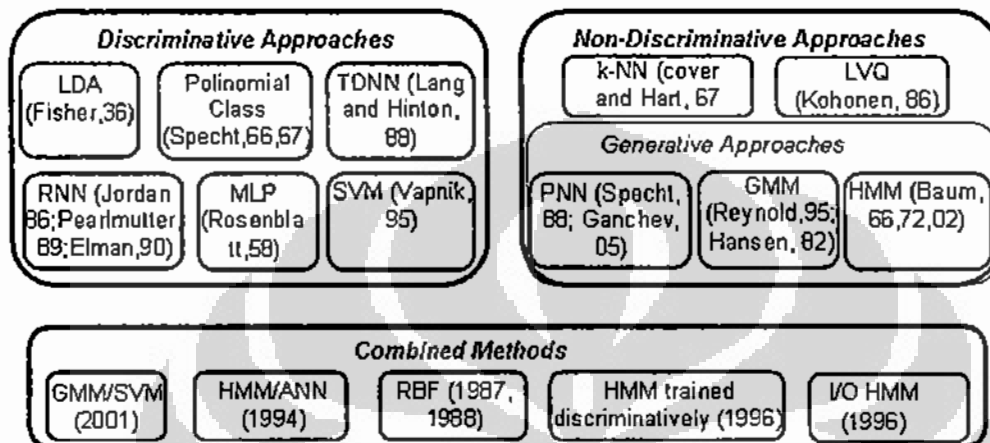 Discriminative Approaches
LDA
(Fisher,36)
Polinomial
Class
(Specht,66,67)
TDNN (Lang
and Hinton,
88)
RNN (Jordan
86;Pearlmutter
89;Elman,90)
MLP
(Rosenbla
tt,58)
SVM (Vapnik,
95)
Non-Discriminative Approaches
k-NN (cover
and Hart, 67
LVQ
(Kohonen, 86)
Generative Approaches
PNN (Specht,
88; Ganchev,
05)
GMM
(Reynold,95;
Hansen, 82)
HMM (Baum,
66,72,02)
Combined Methods
GMM/SVM
(2001)
HMM/ANN
(1994)
RBF (1987,
1988)
HMM trained
discriminatively (1996)
I/O HMM
(1996)